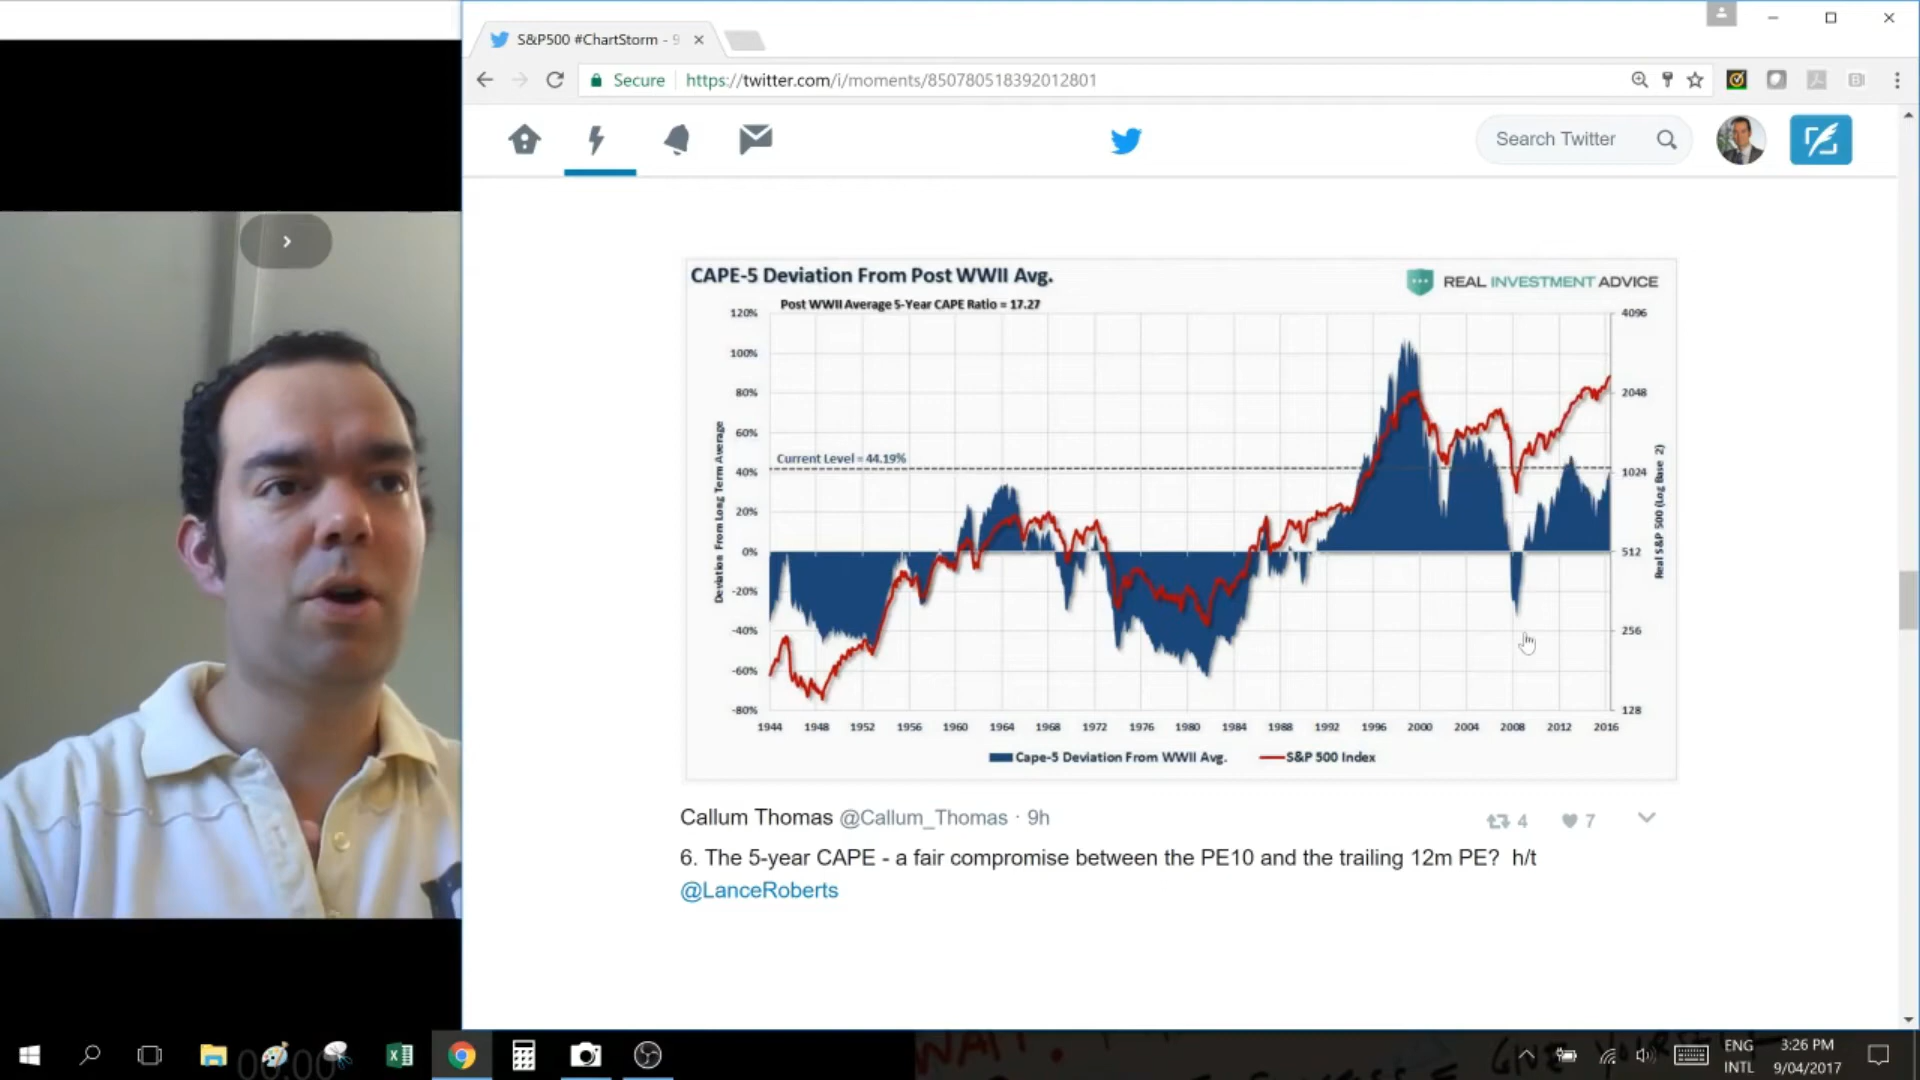 S&P500 #ChartStorm - 9
Secure
https://twitter.com/i/moments/850780518392012801
Search Twitter
CAPE-5 Deviation From Post WWII Avg.
REAL INVESTMENT ADVICE
Post WWII Average 5-Year CAPE Ratio = 17.27
120%
100%
80%
60%
40%
20%
0%
-20%
-40%
-60%
-80%
Deviation From Long Term Average
Current Level = 44.19%
4096
2048
1024
512
256
128
Real S&P 500 (Log Base 2)
1944 1948 1952 1956 1960 1964 1968 1972 1976 1980 1984 1988 1992 1996 2000 2004 2008 2012 2016
Cape-5 Deviation From WWII Avg.
S&P 500 Index
Callum Thomas @Callum_Thomas · 9h
4
7
6. The 5-year CAPE - a fair compromise between the PE10 and the trailing 12m PE? h/t
@LanceRoberts
00:00
WAIT.
ENG
INTL
3:26 PM
9/04/2017